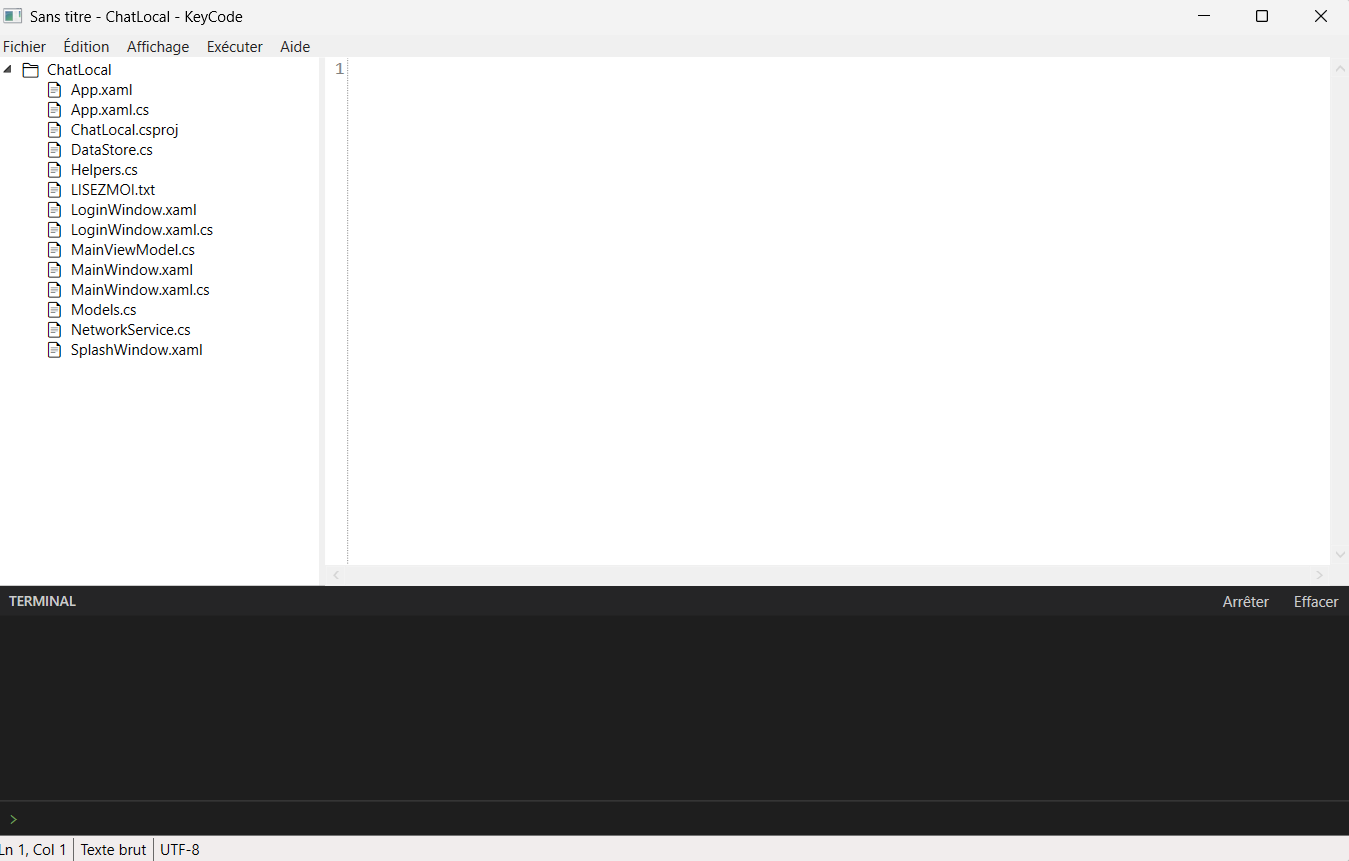 Sans titre - ChatLocal - KeyCode
Fichier Édition Affichage Exécuter Aide
ChatLocal
App.xaml
App.xaml.cs
ChatLocal.csproj
DataStore.cs
Helpers.cs
LISEZMOI.txt
LoginWindow.xaml
LoginWindow.xaml.cs
MainViewModel.cs
MainWindow.xaml
MainWindow.xaml.cs
Models.cs
NetworkService.cs
SplashWindow.xaml
1
TERMINAL Arrêter Effacer
>
Ln 1, Col 1 Texte brut UTF-8